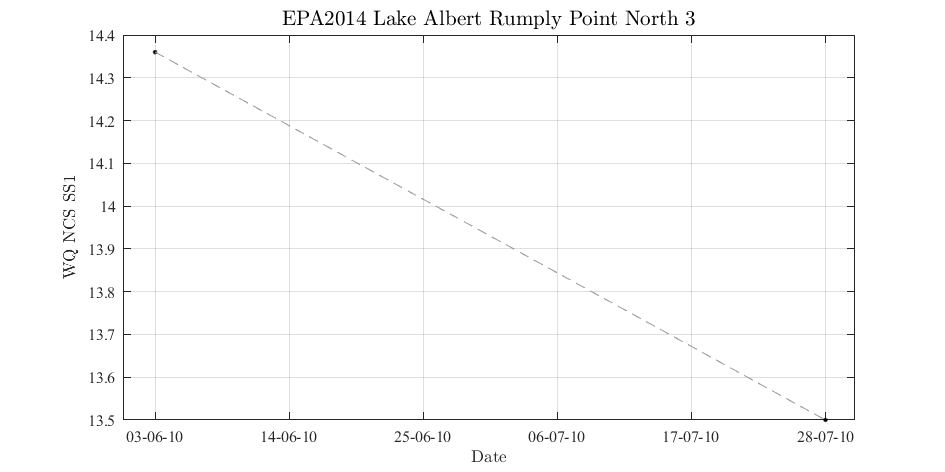 EPA2014 Lake Albert Rumply Point North 3
14.4
14.3
14.2
14.1
14
13.9
13.8
13.7
13.6
13.5
WQ NCS SS1
03-06-10 14-06-10 25-06-10 06-07-10 17-07-10 28-07-10
Date